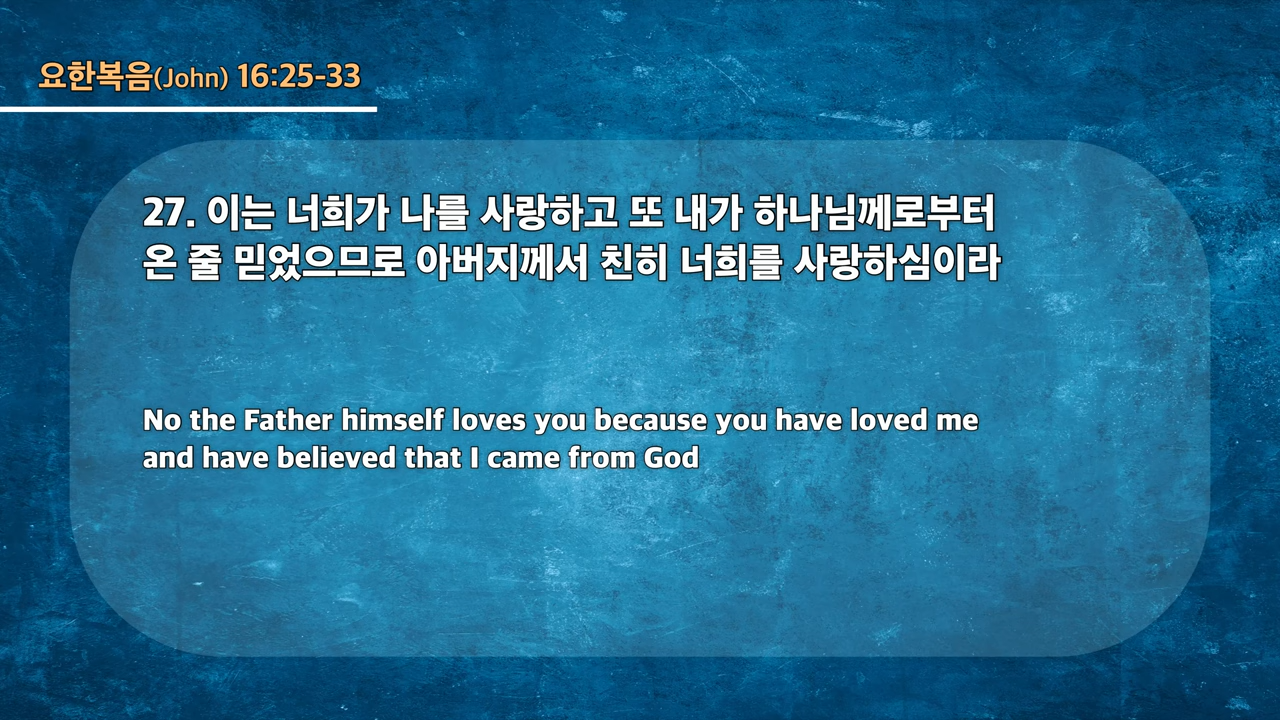 요한복음(John) 16:25-33
27. 이는 너희가 나를 사랑하고 또 내가 하나님께로부터
온 줄 믿었으므로 아버지께서 친히 너희를 사랑하심이라
No the Father himself loves you because you have loved me
and have believed that I came from God